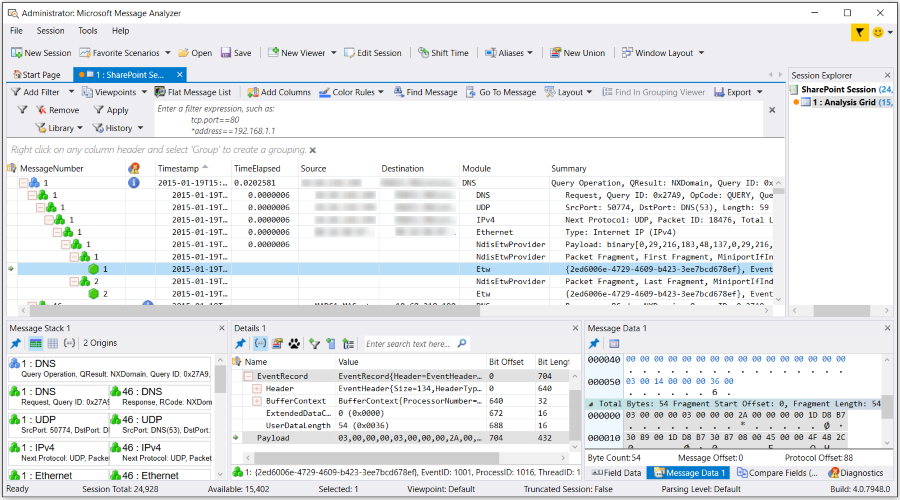 Administrator: Microsoft Message Analyzer
File Session Tools Help
New Session Favorite Scenarios Open Save New Viewer Edit Session Shift Time Aliases New Union Window Layout
Start Page 1 : SharePoint Se...
Session Explorer
Add Filter Viewpoints Flat Message List Add Columns Color Rules Find Message Go To Message Layout Find In Grouping Viewer Export
SharePoint Session (24,
Remove Apply
Enter a filter expression, such as:
1 : Analysis Grid (15,
tcp.port==80
Library History
*address==192.168.1.1
Right click on any column header and select 'Group' to create a grouping.
MessageNumber Timestamp TimeElapsed Source Destination Module Summary
1 2015-01-19T15:... 0.0202581 DNS Query Operation, QResult: NXDomain, Query ID: 0x
1 2015-01-19T... 0.0000006 DNS Request, Query ID: 0x27A9, OpCode: QUERY, Que
1 2015-01-19T... 0.0000006 UDP SrcPort: 50774, DstPort: DNS(53), Length: 59
1 2015-01-19T... 0.0000006 IPv4 Next Protocol: UDP, Packet ID: 18476, Total L
1 2015-01-19T... 0.0000006 Ethernet Type: Internet IP (IPv4)
1 2015-01-19T... 0.0000006 NdisEtwProvider Payload: binary[0,29,216,183,48,137,0,29,216,
1 2015-01-19T... NdisEtwProvider Packet Fragment, First Fragment, MiniportIfIn
1 2015-01-19T... Etw {2ed6006e-4729-4609-b423-3ee7bcd678ef}, Event
2 2015-01-19T... NdisEtwProvider Packet Fragment, Last Fragment, MiniportIfInd
2 2015-01-19T... Etw {2ed6006e-4729-4609-b423-3ee7bcd678ef}, Event
Message Stack 1
2 Origins
1 : DNS
Query Operation, QResult: NXDomain, Query ID: 0x27A9,
1 : DNS 46 : DNS
Request, Query ID: 0x27A9 Response, RCode: NXDom
1 : UDP 46 : UDP
SrcPort: 50774, DstPort: DNS SrcPort: DNS(53), DstPort
1 : IPv4 46 : IPv4
Next Protocol: UDP, Packet Next Protocol: UDP, Packet
1 : Ethernet 46 : Ethernet
Details 1
Enter search text here...
Name Value Bit Offset Bit Lengt
EventRecord EventRecord{Header=EventHeader... 0 704
Header EventHeader{Size=134,HeaderTyp... 0 640
BufferContext BufferContext{ProcessorNumber=... 640 32
ExtendedDataC... 0 (0x0000) 672 16
UserDataLength 54 (0x0036) 688 16
Payload 03,00,00,00,03,00,00,00,2A,00,... 704 432
1: {2ed6006e-4729-4609-b423-3ee7bcd678ef}, EventID: 1001, ProcessID: 1016, Thread I
Message Data 1
000040 00 00 00 00 00 00 00 00 00 00 00 00 00 00 00 00
. . . . . . . . . . . . . . . .
000050 03 00 14 00 00 00 36 00
. . . . . . 6 .
Total Bytes: 54 Fragment Start Offset: 0, Fragment Length: 54
000000 03 00 00 00 03 00 00 00 2A 00 00 00 00 1D D8 B7
000010 30 89 00 1D D8 B7 30 87 08 00 45 00 00 4F 48 2C
Byte Count:54 Message Offset:0 Protocol Offset:88
Field Data Message Data 1 Compare Fields (... Diagnostics
Ready Session Total: 24,928 Available: 15,402 Selected: 1 Viewpoint: Default Truncated Session: False Parsing Level: Default Build: 4.0.7948.0